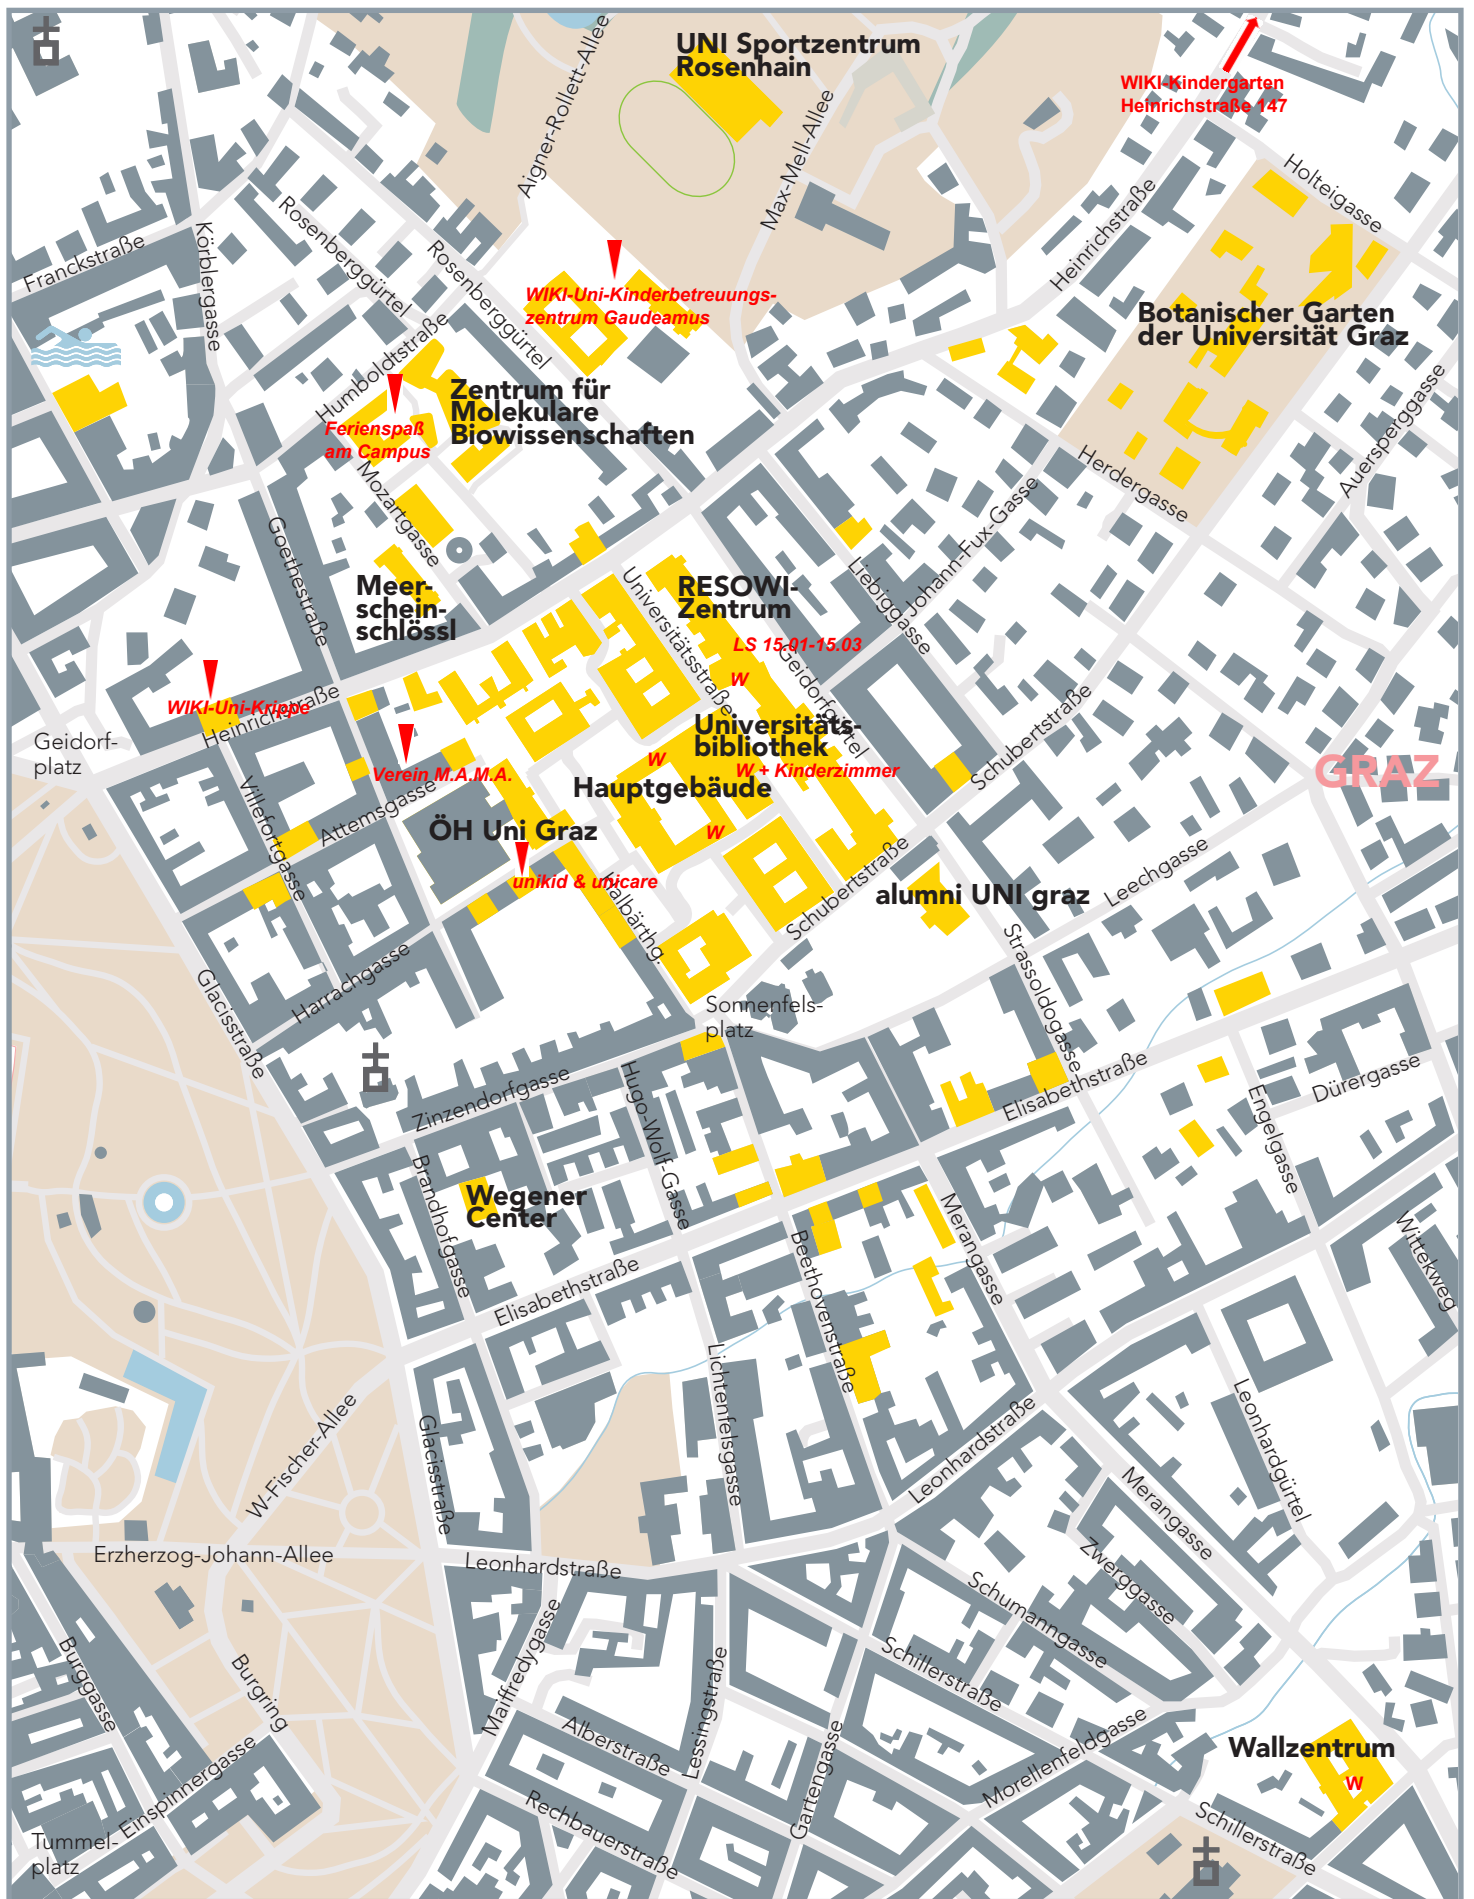 UNI Sportzentrum
Rosenhain
WIKI-Kindergarten
Heinrichstraße 147
Aigner-Rollett-Allee
Max-Mell-Allee
Holteigasse
Heinrichstraße
Franckstraße
Körblergasse
Rosenberggürtel
Rosenberggürtel
WIKI-Uni-Kinderbetreuungs-
zentrum Gaudeamus
Botanischer Garten
der Universität Graz
Humboldtstraße
Zentrum für
Molekulare
Biowissenschaften
Ferienspaß
am Campus
Mozartgasse
Auersperggasse
Herdergasse
Johann-Fux-Gasse
Liebiggasse
Goethestraße
Meer-
schein-
schlössl
Universitätsstraße
RESOWI-
Zentrum
LS 15.01-15.03
W
Geidorfgürtel
WIKI-Uni-Krippe
Heinrichstraße
Geidorf-
platz
Verein M.A.M.A.
Universitäts-
bibliothek
W
W + Kinderzimmer
Hauptgebäude
Schubertstraße
GRAZ
Villefortgasse
Attemsgasse
ÖH Uni Graz
W
unikid & unicare
Halbärthg.
Schubertstraße
alumni UNI graz
Leechgasse
Harrachgasse
Glacisstraße
Sonnenfels-
platz
Strassoldogasse
Zinzendorfgasse
Hugo-Wolf-Gasse
Elisabethstraße
Engelgasse
Dürergasse
Brandhofgasse
Wegener
Center
Merangasse
Wittekweg
Elisabethstraße
Beethovenstraße
Lichtenfelsgasse
Leonhardstraße
Leonhardgürtel
W-Fischer-Allee
Glacisstraße
Merangasse
Erzherzog-Johann-Allee
Leonhardstraße
Zwerggasse
Schumanngasse
Maiffredygasse
Schillerstraße
Burggasse
Burgring
Lessingstraße
Alberstraße
Gartengasse
Morellenfeldgasse
Wallzentrum
W
Einspinnergasse
Rechbauerstraße
Schillerstraße
Tummel-
platz